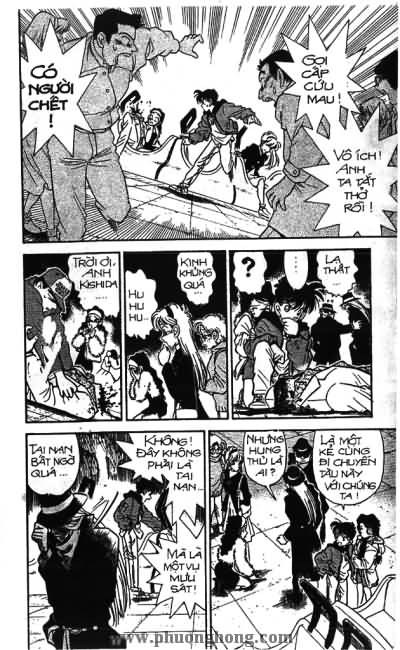 CÓ
NGƯỜI
CHẾT
!
GỌI
CẤP
CỨU
MAU !
VÔ ÍCH !
ANH
TA TẮT
THỞ
RỒI !
TRỜI ƠI,
ANH
KISHIDA
....
HU
HU
HU...
KINH
KHỦNG
QUÁ ...
?
....
LẠ
THẬT
...
TAI NẠN
BẤT NGỜ
QUÁ ...
KHÔNG !
ĐÂY KHÔNG
PHẢI LÀ
TAI
NẠN...
MÀ LÀ
MỘT VỤ
MƯU
SÁT !
NHƯNG
HUNG
THỦ LÀ
AI ?
LÀ MỘT
KẺ CÙNG
ĐI CHUYẾN
TÀU NÀY
VỚI CHÚNG
TA !
www.phuonghong.com